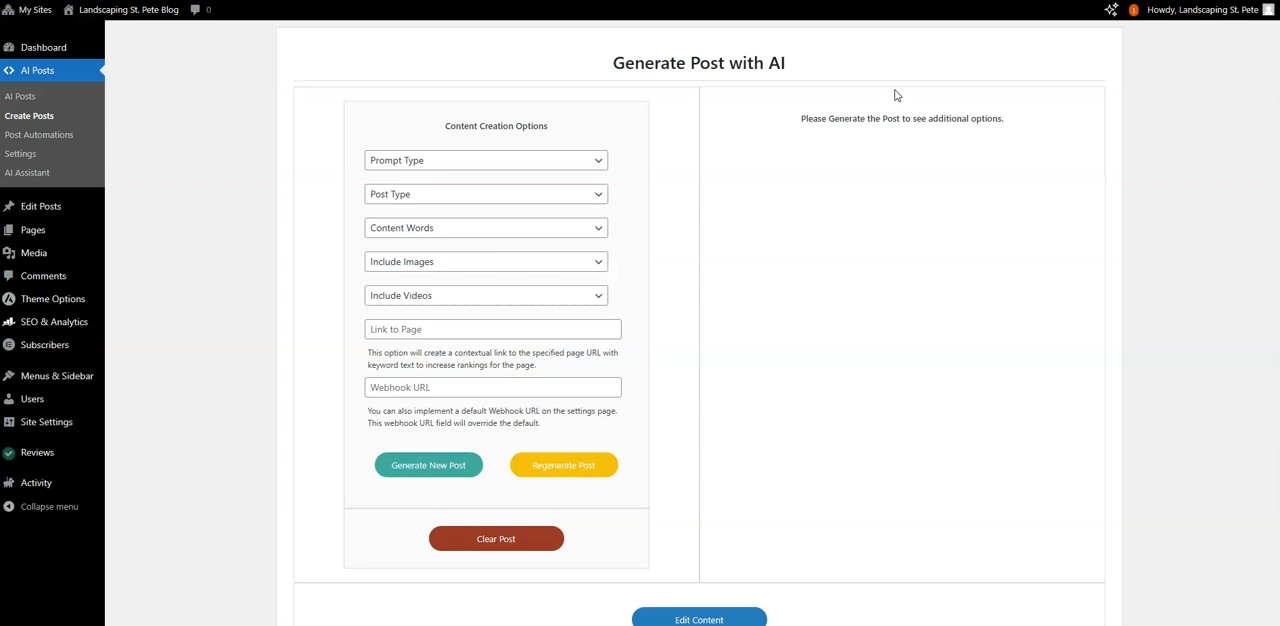 My Sites
Landscaping St. Pete Blog
0
!
Howdy, Landscaping St. Pete
Dashboard
AI Posts
AI Posts
Create Posts
Post Automations
Settings
AI Assistant
Edit Posts
Pages
Media
Comments
Theme Options
SEO & Analytics
Subscribers
Menus & Sidebar
Users
Site Settings
Reviews
Activity
Collapse menu
Generate Post with AI
Content Creation Options
Prompt Type
Post Type
Content Words
Include Images
Include Videos
Link to Page
This option will create a contextual link to the specified page URL with
keyword text to increase rankings for the page.
Webhook URL
You can also implement a default Webhook URL on the settings page.
This webhook URL field will override the default.
Generate New Post
Regenerate Post
Clear Post
Please Generate the Post to see additional options.
Edit Content